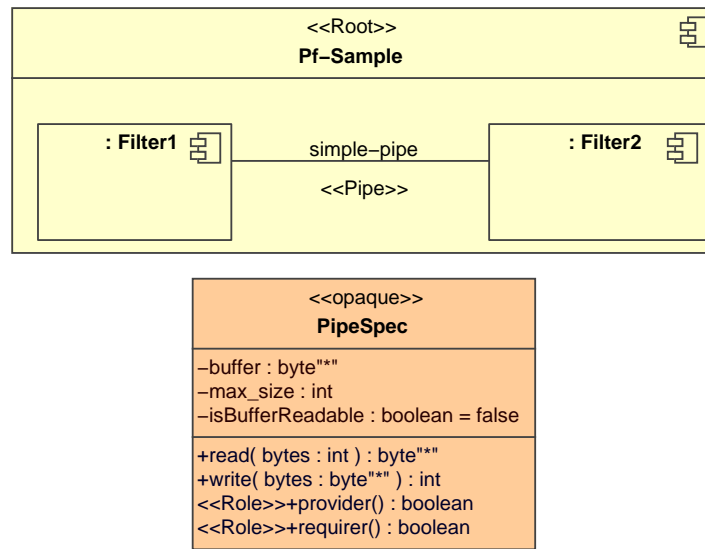 <<Root>>
Pf−Sample
: Filter1
simple−pipe
<<Pipe>>
: Filter2
<<opaque>>
PipeSpec
−buffer : byte"*"
−max_size : int
−isBufferReadable : boolean = false
+read( bytes : int ) : byte"*"
+write( bytes : byte"*" ) : int
<<Role>>+provider() : boolean
<<Role>>+requirer() : boolean